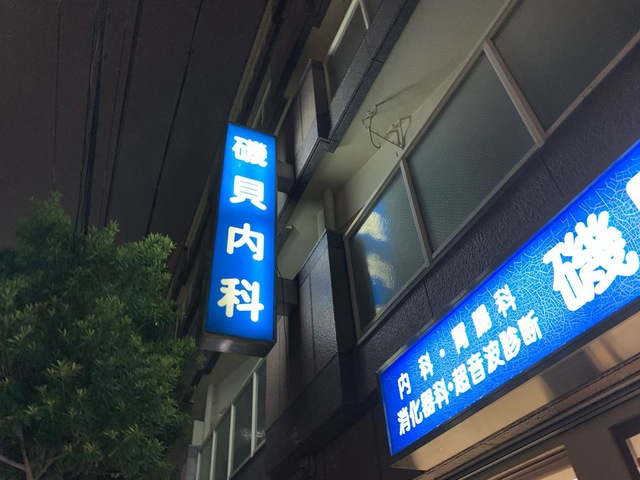 磯貝内科
内科・胃腸科
消化器科・超音波診断
磯